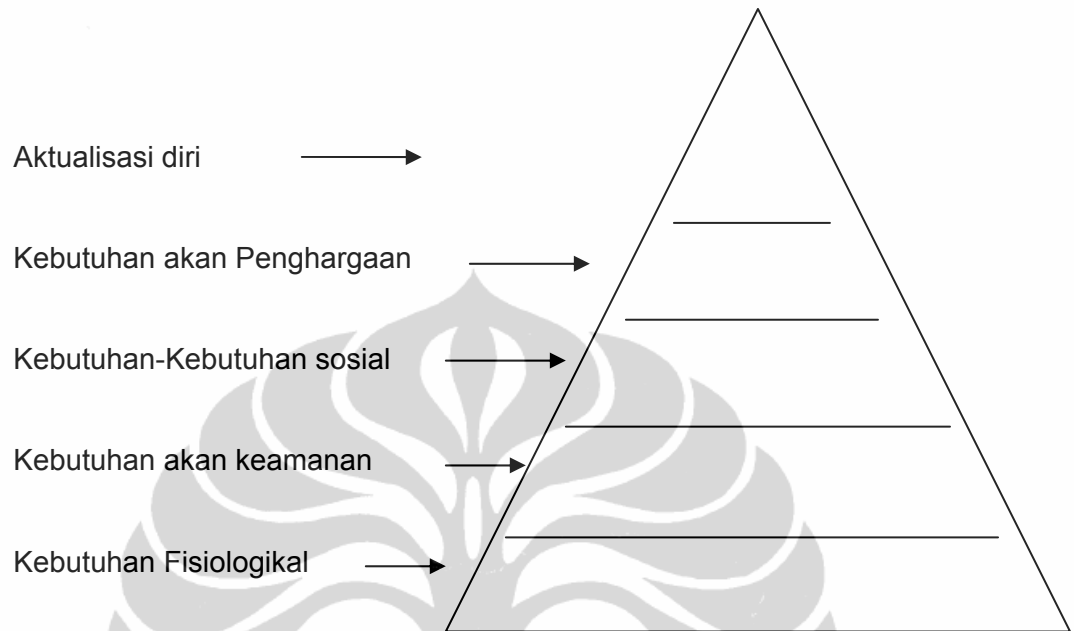 Aktualisasi diri
Kebutuhan akan Penghargaan
Kebutuhan-Kebutuhan sosial
Kebutuhan akan keamanan
Kebutuhan Fisiologikal